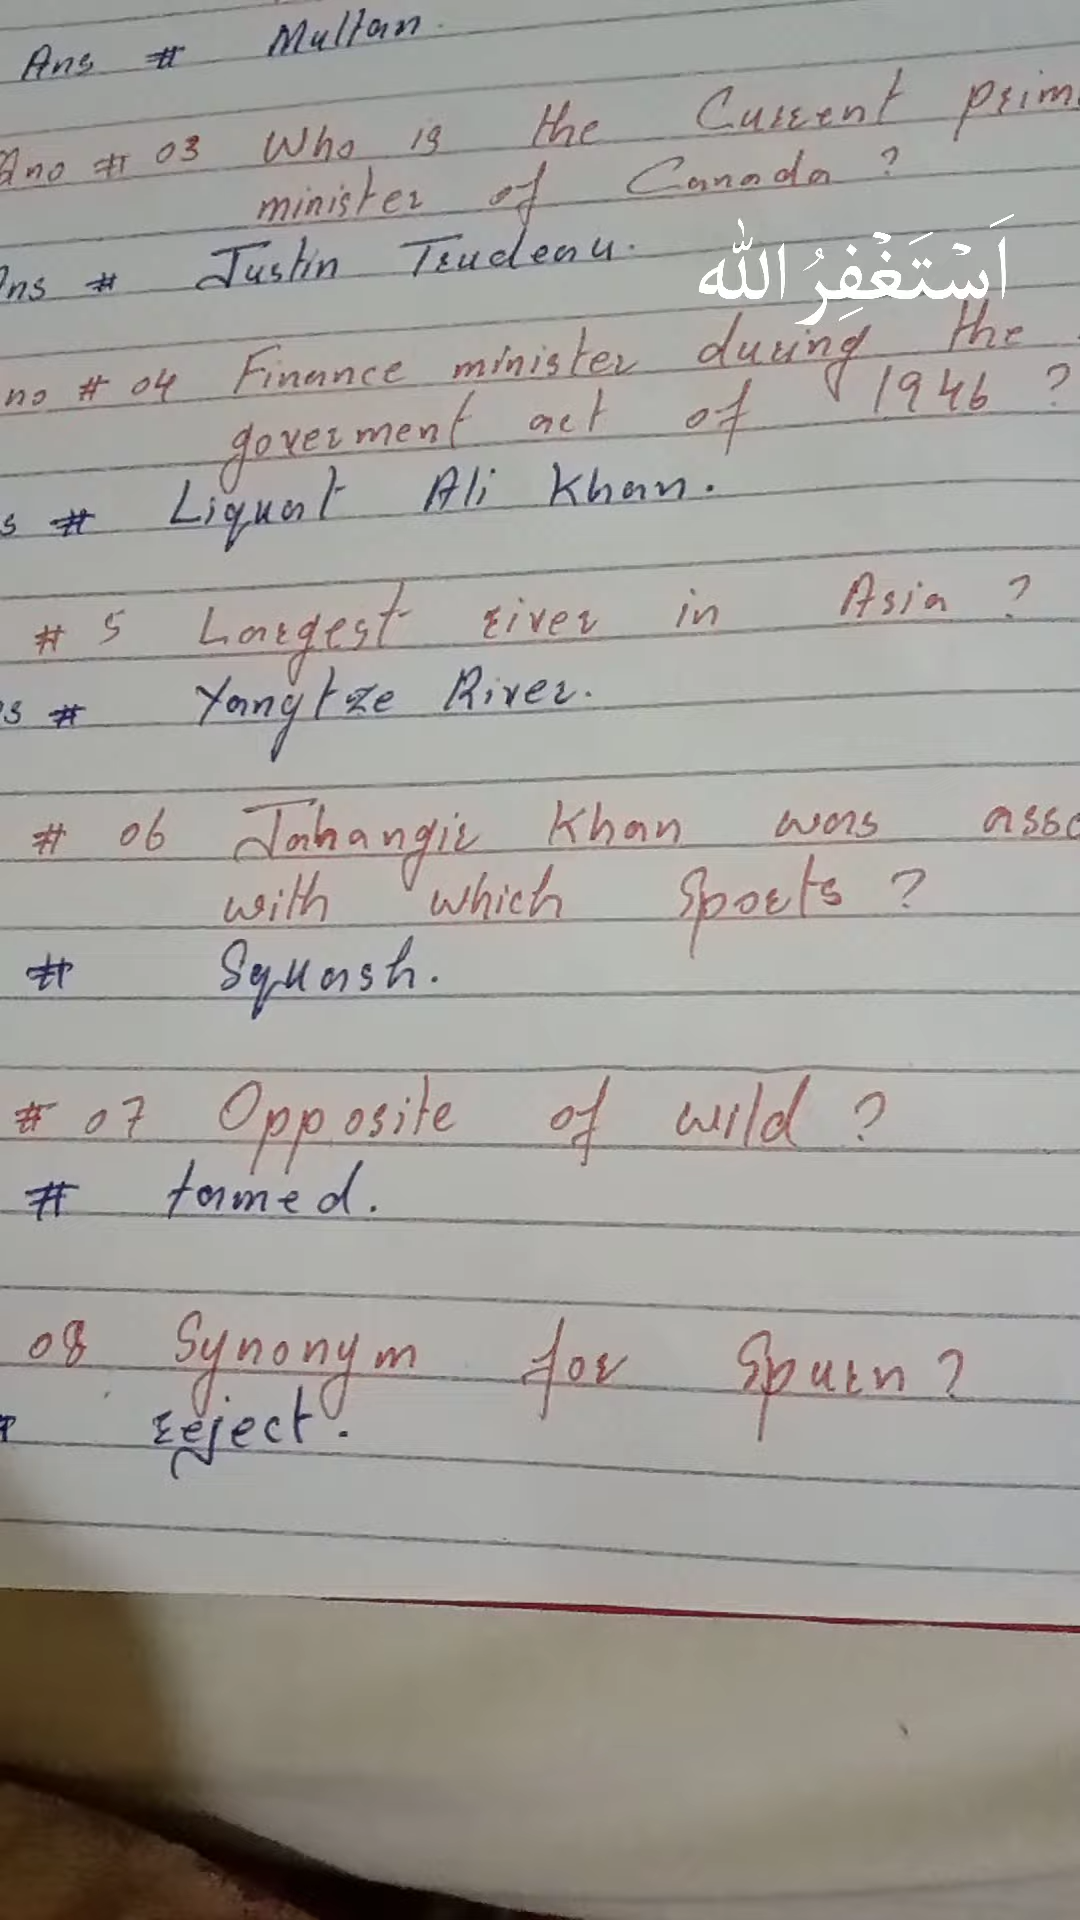 Ans # Multan.
Qno # 03 Who is the Current prim
minister of Canada ?
Ans # Justin Trudeau.
اَسْتَغْفِرُ اللّٰه
no # 04 Finance minister during the
goverment act of 1946 ?
s # Liquat Ali Khan.
# 5 Largest river in Asia ?
s # Yangtze River.
# 06 Jahangir Khan was asso
with which Sports ?
# Squash.
# 07 Opposite of wild ?
# tamed.
08 Synonym for Spurn ?
reject.